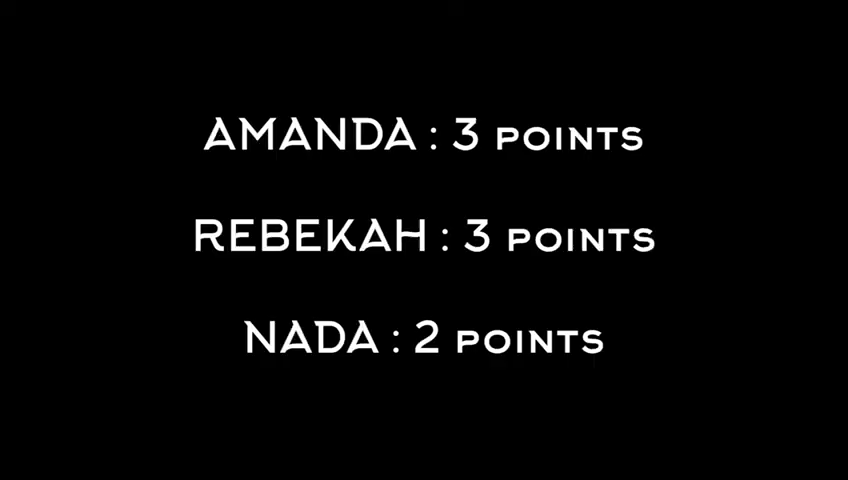 AMANDA : 3 POINTS
REBEKAH : 3 POINTS
NADA : 2 POINTS